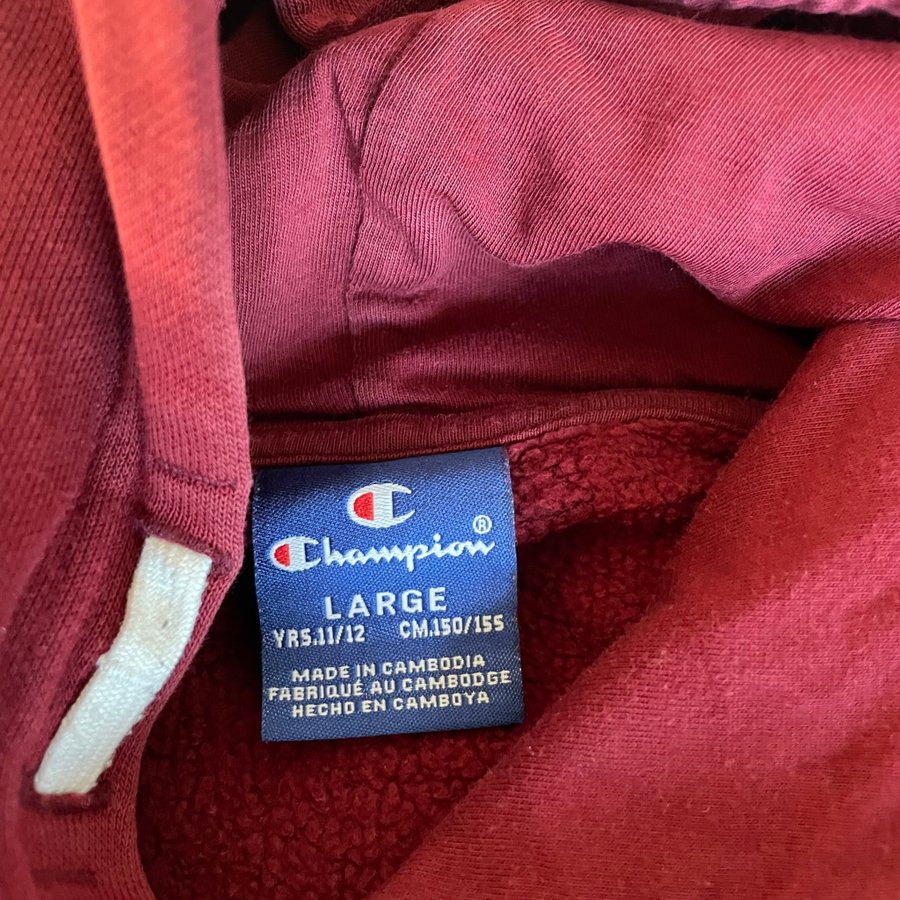 Champion®
LARGE
YRS.11/12 CM.150/155
MADE IN CAMBODIA
FABRIQUÉ AU CAMBODGE
HECHO EN CAMBOYA